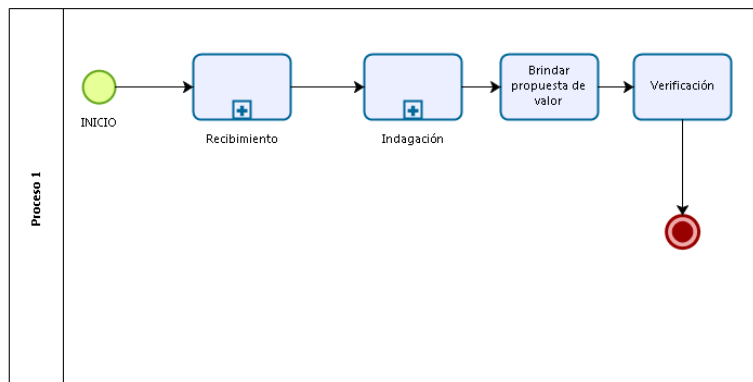 Proceso 1
INICIO
Recibimiento
Indagación
Brindar
propuesta de
valor
Verificación